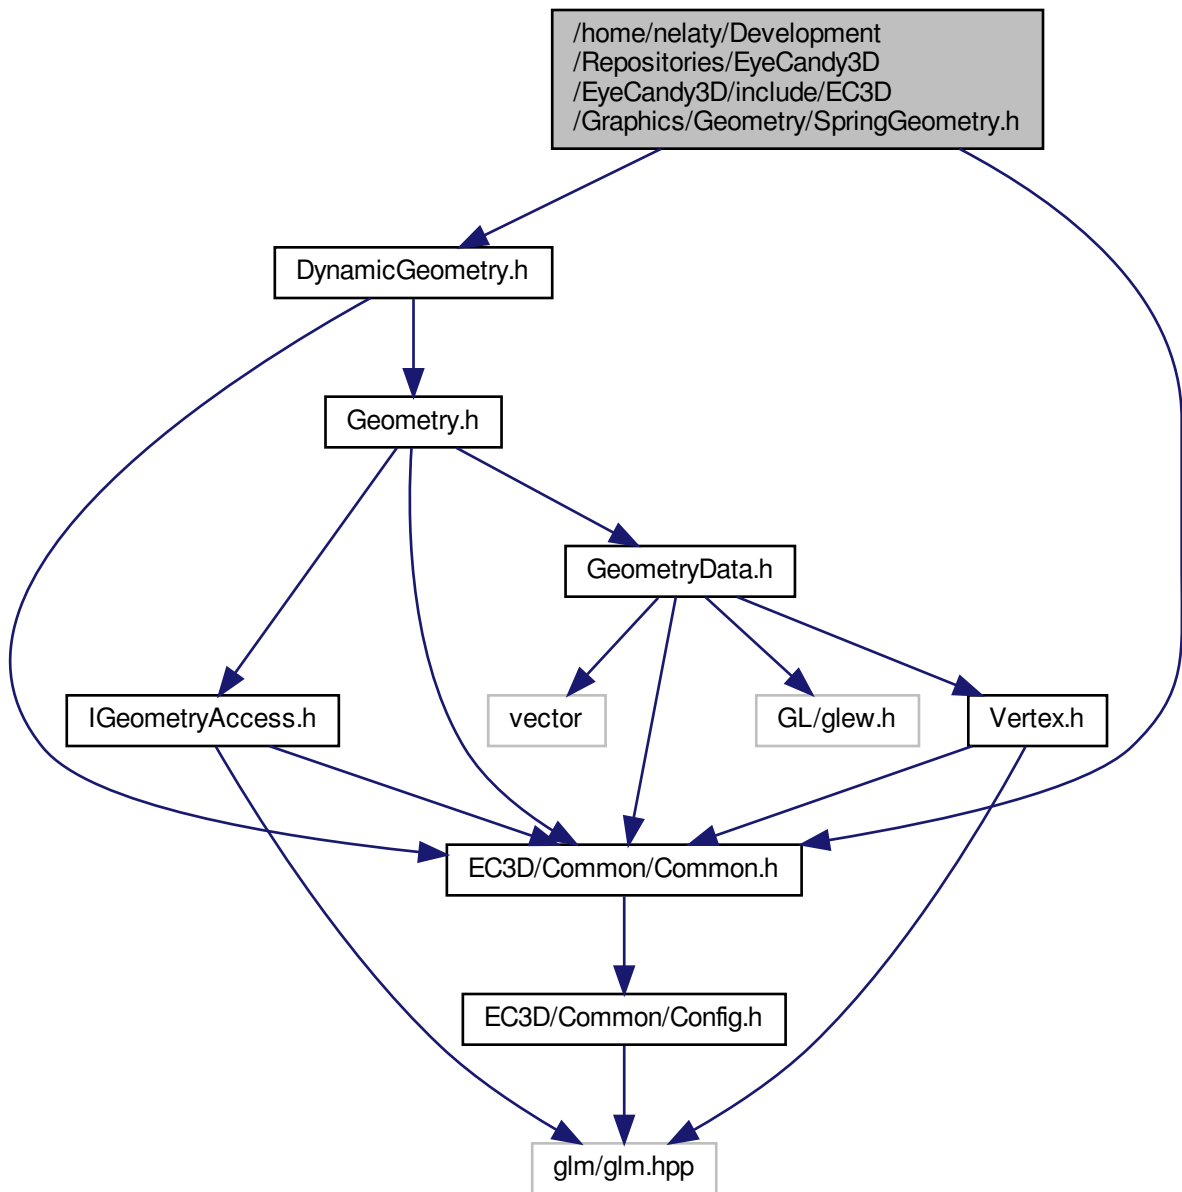 /home/nelaty/Development
/Repositories/EyeCandy3D
/EyeCandy3D/include/EC3D
/Graphics/Geometry/SpringGeometry.h
DynamicGeometry.h
Geometry.h
GeometryData.h
IGeometryAccess.h
vector
GL/glew.h
Vertex.h
EC3D/Common/Common.h
EC3D/Common/Config.h
glm/glm.hpp